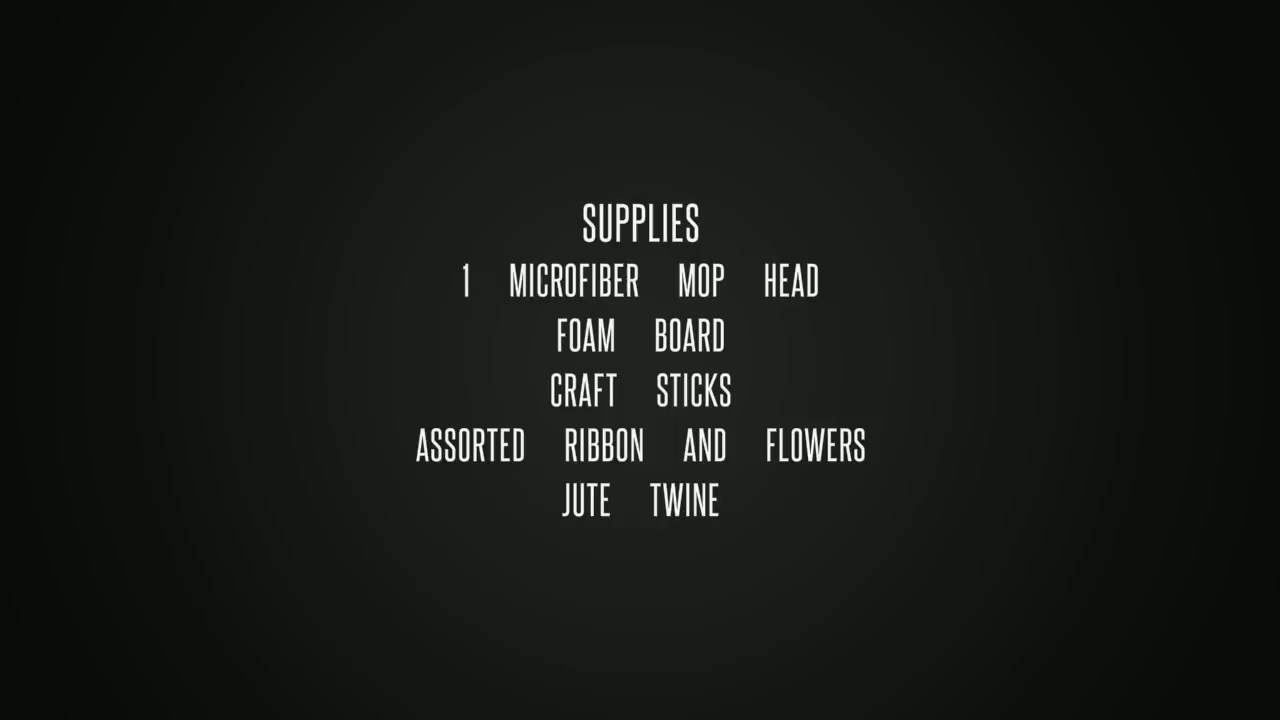 SUPPLIES
1 MICROFIBER MOP HEAD
FOAM BOARD
CRAFT STICKS
ASSORTED RIBBON AND FLOWERS
JUTE TWINE